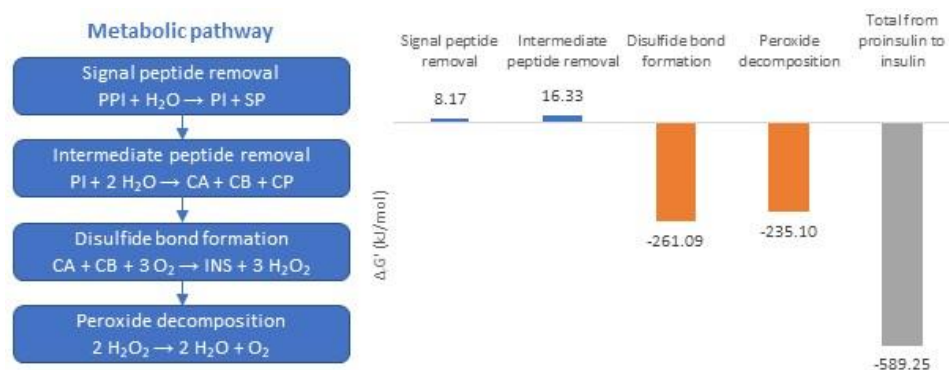 Metabolic pathway
Signal peptide removal
PPI + H₂O → PI + SP
Intermediate peptide removal
PI + 2 H₂O → CA + CB + CP
Disulfide bond formation
CA + CB + 3 O₂ → INS + 3 H₂O₂
Peroxide decomposition
2 H₂O₂ → 2 H₂O + O₂
Signal peptide
removal
Intermediate
peptide removal
Disulfide bond
formation
Peroxide
decomposition
Total from
proinsulin to
insulin
8.17
16.33
-261.09
-235.10
-589.25
ΔG' (kJ/mol)